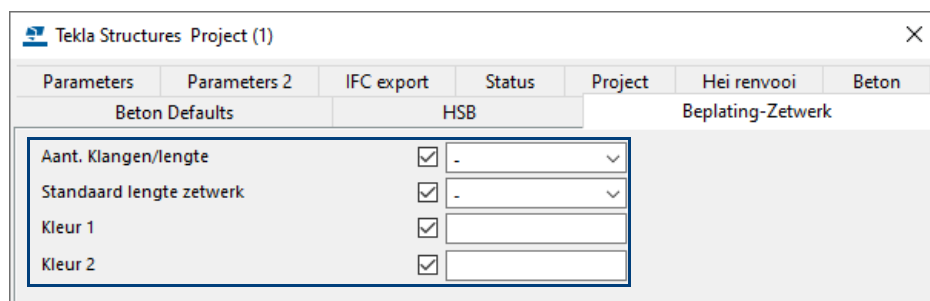 Tekla Structures Project (1)
Parameters Parameters 2 IFC export Status Project Hei renvooi Beton
Beton Defaults HSB Beplating-Zetwerk
Aant. Klangen/lengte -
Standaard lengte zetwerk -
Kleur 1
Kleur 2